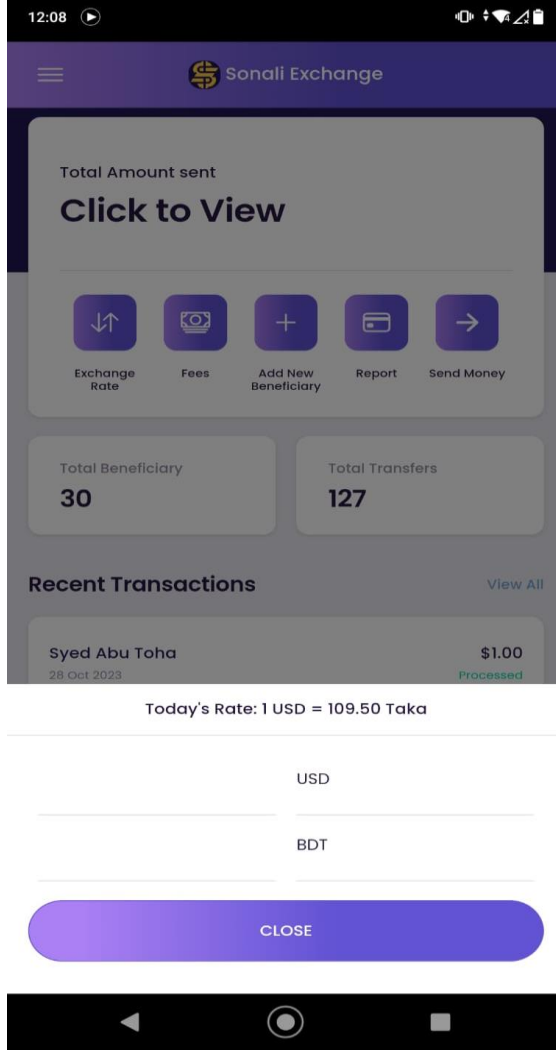 12:08
Sonali Exchange
Total Amount sent
Click to View
Exchange Rate
Fees
Add New Beneficiary
Report
Send Money
Total Beneficiary
30
Total Transfers
127
Recent Transactions
View All
Syed Abu Toha
$1.00
28 Oct 2023
Processed
Today's Rate: 1 USD = 109.50 Taka
USD
BDT
CLOSE